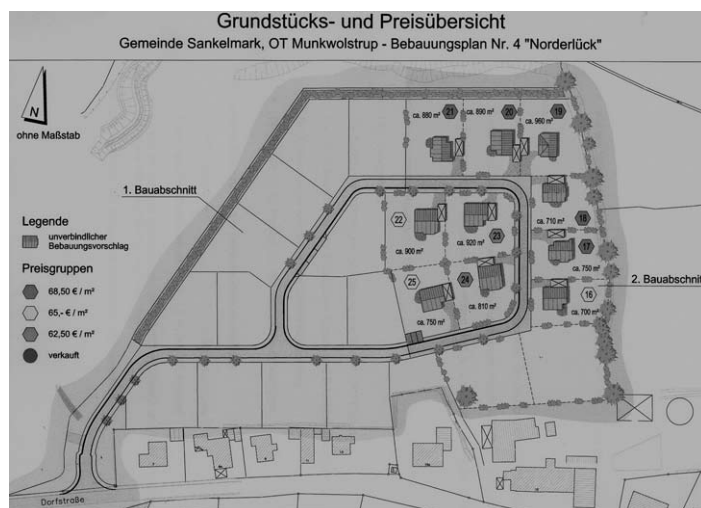 Grundstücks- und Preisübersicht
Gemeinde Sankelmark, OT Munkwolstrup - Bebauungsplan Nr. 4 "Norderlück"
N
ohne Maßstab
1. Bauabschnitt
Legende
unverbindlicher
Bebauungsvorschlag
Preisgruppen
68,50 € / m²
65,- € / m²
62,50 € / m²
verkauft
21
20
19
ca. 880 m²
ca. 890 m²
ca. 960 m²
22
23
18
ca. 710 m²
ca. 900 m²
ca. 920 m²
17
ca. 750 m²
25
24
16
2. Bauabschnitt
ca. 750 m²
ca. 810 m²
ca. 700 m²
Dorfstraße